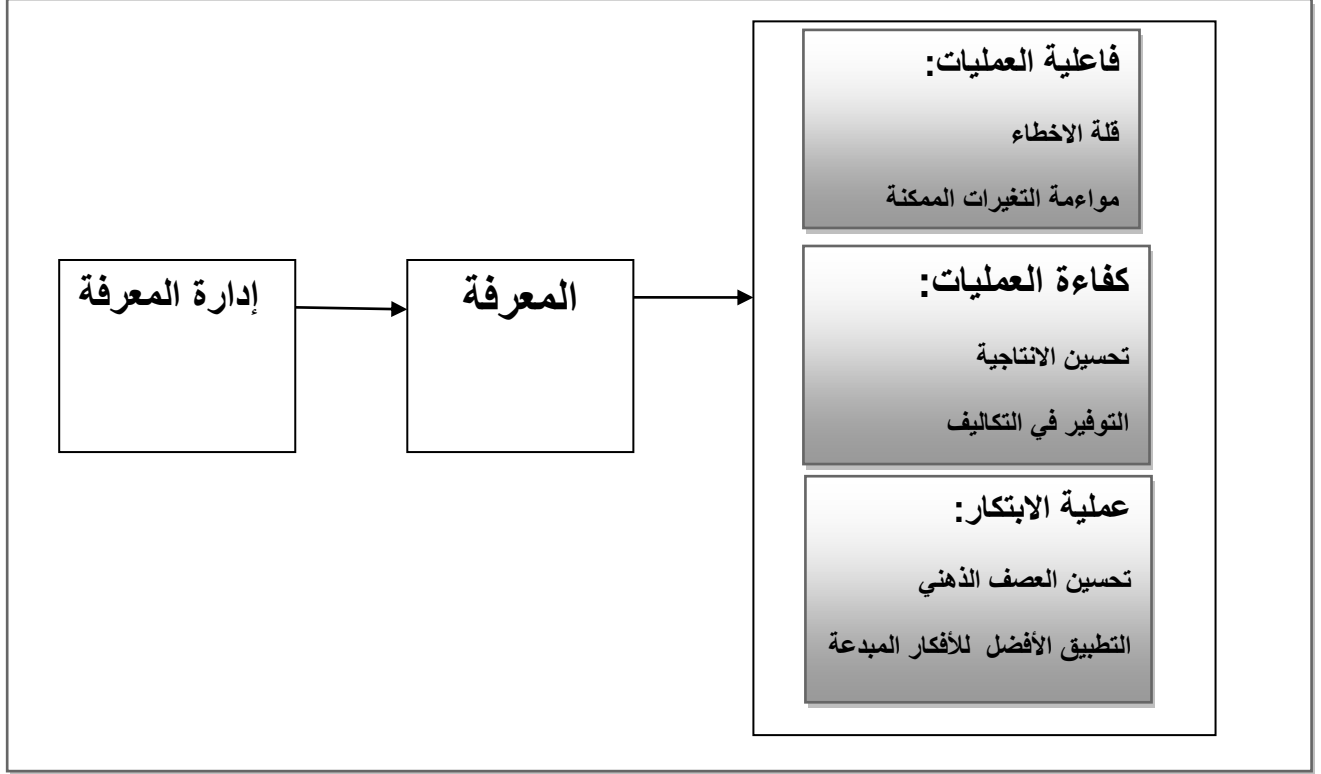 إدارة المعرفة
المعرفة
فاعلية العمليات:
قلة الاخطاء
مواءمة التغيرات الممكنة
كفاءة العمليات:
تحسين الانتاجية
التوفير في التكاليف
عملية الابتكار:
تحسين العصف الذهني
التطبيق الأفضل للأفكار المبدعة